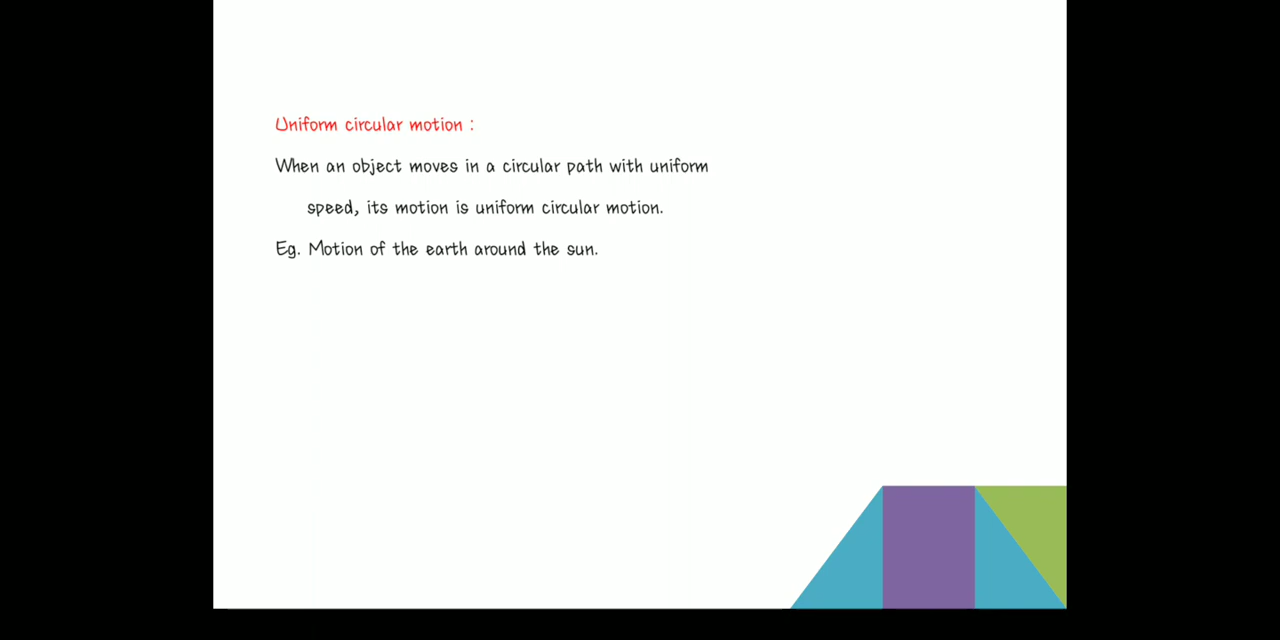 Uniform circular motion :
When an object moves in a circular path with uniform
speed, its motion is uniform circular motion.
Eg. Motion of the earth around the sun.